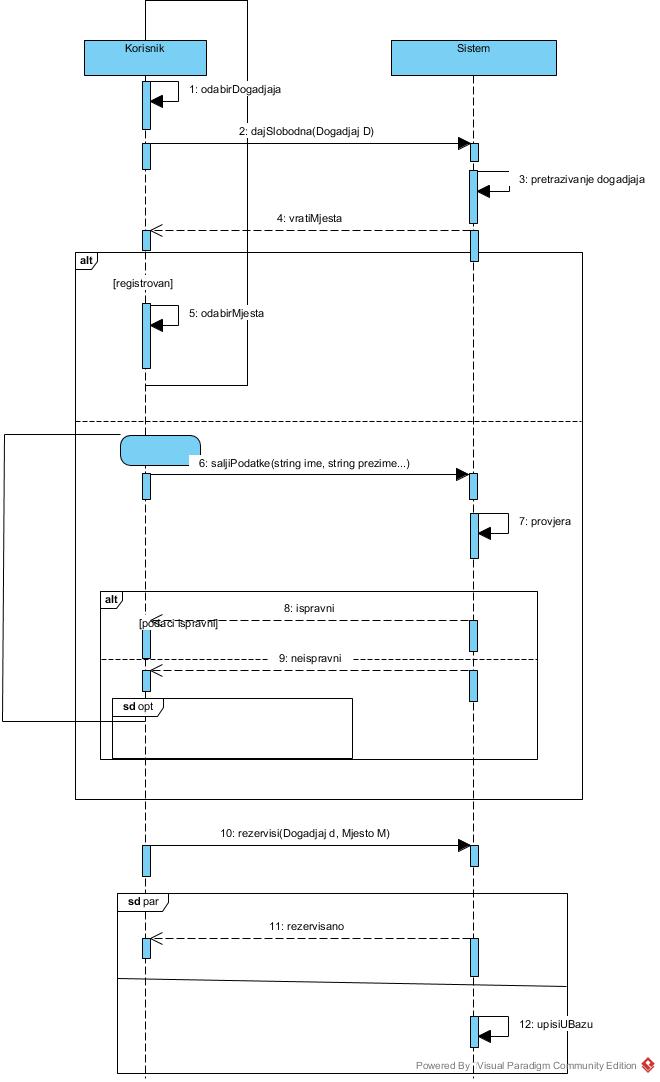 Korisnik
Sistem
1: odabirDogadjaja
2: dajSlobodna(Dogadjaj D)
3: pretrazivanje dogadjaja
4: vratiMjesta
alt
[registrovan]
5: odabirMjesta
6: saljiPodatke(string ime, string prezime...)
7: provjera
alt
8: ispravni
[podaci ispravni]
9: neispravni
sd opt
10: rezervisi(Dogadjaj d, Mjesto M)
sd par
11: rezervisano
12: upisiUBazu
Powered By Visual Paradigm Community Edition